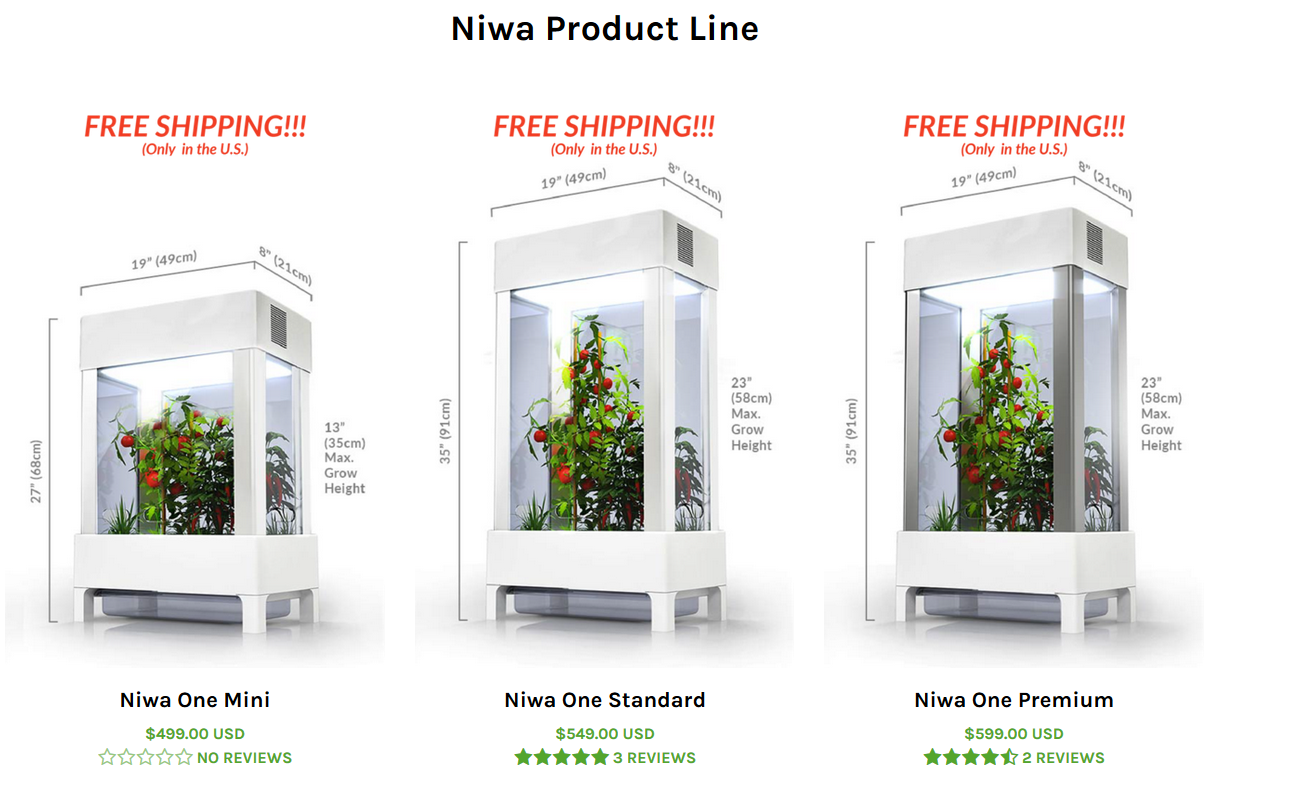 Niwa Product Line
FREE SHIPPING!!!
(Only in the U.S.)
19" (49cm)
8" (21cm)
27" (68cm)
13"
(35cm)
Max.
Grow
Height
Niwa One Mini
$499.00 USD
NO REVIEWS
FREE SHIPPING!!!
(Only in the U.S.)
19" (49cm)
8" (21cm)
35" (91cm)
23"
(58cm)
Max.
Grow
Height
Niwa One Standard
$549.00 USD
3 REVIEWS
FREE SHIPPING!!!
(Only in the U.S.)
19" (49cm)
8" (21cm)
35" (91cm)
23"
(58cm)
Max.
Grow
Height
Niwa One Premium
$599.00 USD
2 REVIEWS